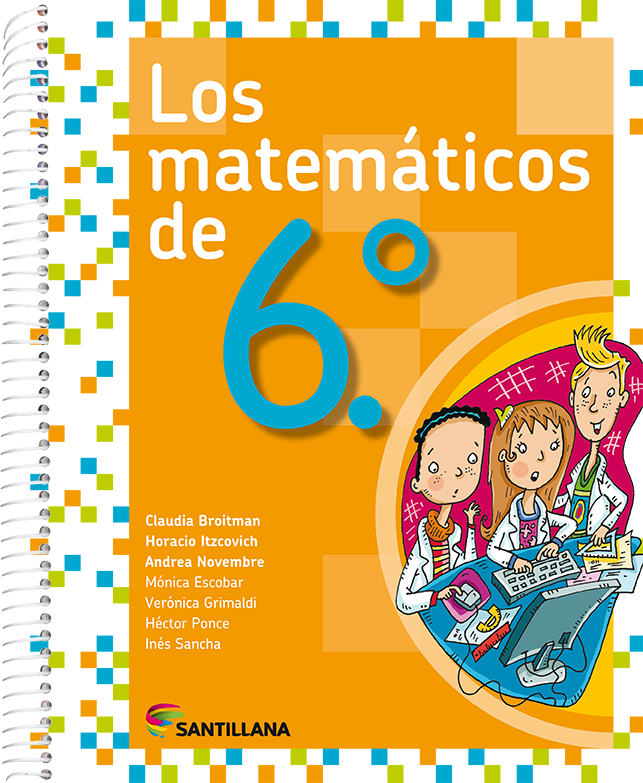 Los
matemáticos
de
6.º
Claudia Broitman
Horacio Itzcovich
Andrea Novembre
Mónica Escobar
Verónica Grimaldi
Héctor Ponce
Inés Sancha
SANTILLANA